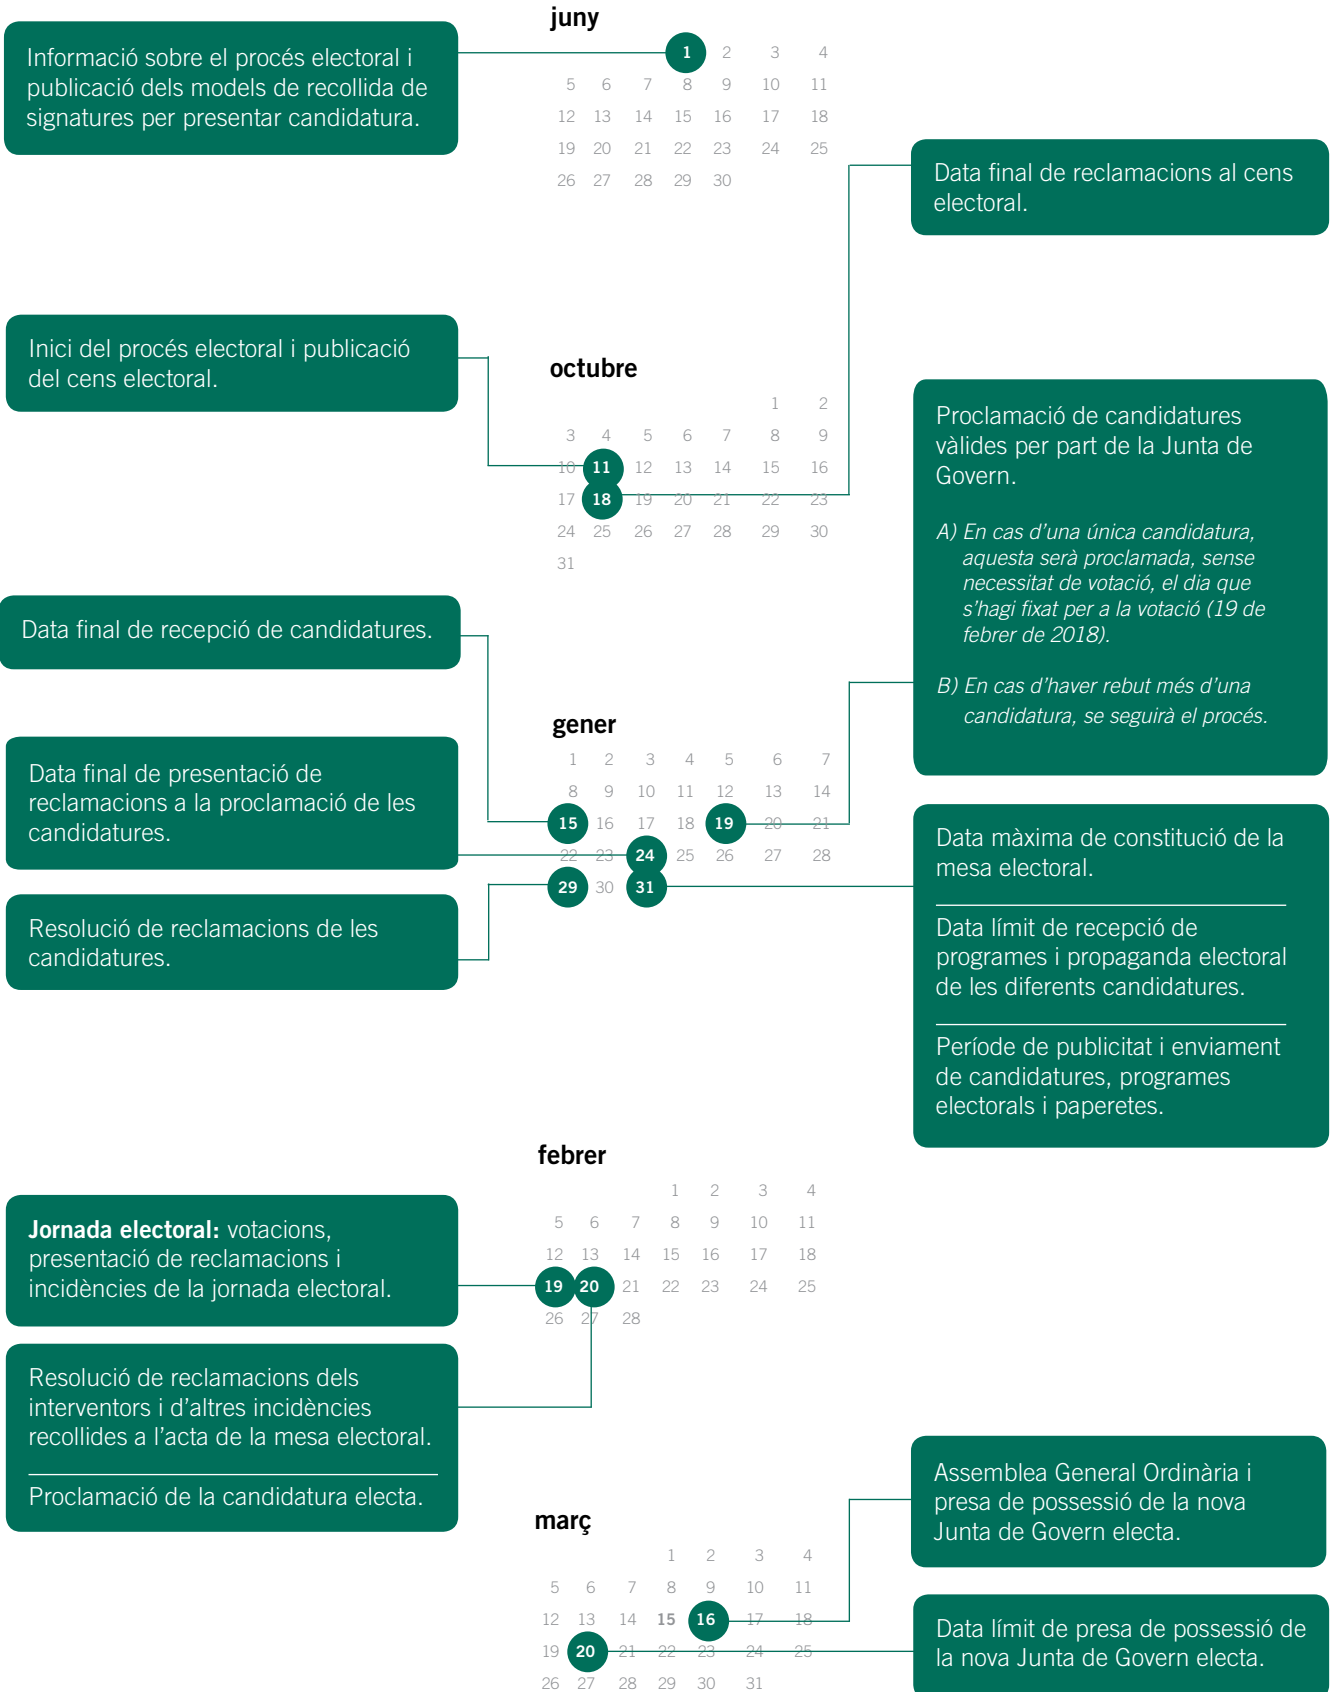 juny
Informació sobre el procés electoral i
publicació dels models de recollida de
signatures per presentar candidatura.
1 2 3 4
5 6 7 8 9 10 11
12 13 14 15 16 17 18
19 20 21 22 23 24 25
26 27 28 29 30
Data final de reclamacions al cens
electoral.
Inici del procés electoral i publicació
del cens electoral.
octubre
1 2
3 4 5 6 7 8 9
10 11 12 13 14 15 16
17 18 19 20 21 22 23
24 25 26 27 28 29 30
31
Proclamació de candidatures
vàlides per part de la Junta de
Govern.
A) En cas d’una única candidatura,
aquesta serà proclamada, sense
necessitat de votació, el dia que
s’hagi fixat per a la votació (19 de
febrer de 2018).
B) En cas d’haver rebut més d’una
candidatura, se seguirà el procés.
Data final de recepció de candidatures.
gener
1 2 3 4 5 6 7
8 9 10 11 12 13 14
15 16 17 18 19 20 21
22 23 24 25 26 27 28
29 30 31
Data final de presentació de
reclamacions a la proclamació de les
candidatures.
Resolució de reclamacions de les
candidatures.
Data màxima de constitució de la
mesa electoral.
Data límit de recepció de
programes i propaganda electoral
de les diferents candidatures.
Període de publicitat i enviament
de candidatures, programes
electorals i paperetes.
febrer
1 2 3 4
5 6 7 8 9 10 11
12 13 14 15 16 17 18
19 20 21 22 23 24 25
26 27 28
Jornada electoral: votacions,
presentació de reclamacions i
incidències de la jornada electoral.
Resolució de reclamacions dels
interventors i d’altres incidències
recollides a l’acta de la mesa electoral.
Proclamació de la candidatura electa.
març
1 2 3 4
5 6 7 8 9 10 11
12 13 14 15 16 17 18
19 20 21 22 23 24 25
26 27 28 29 30 31
Assemblea General Ordinària i
presa de possessió de la nova
Junta de Govern electa.
Data límit de presa de possessió de
la nova Junta de Govern electa.